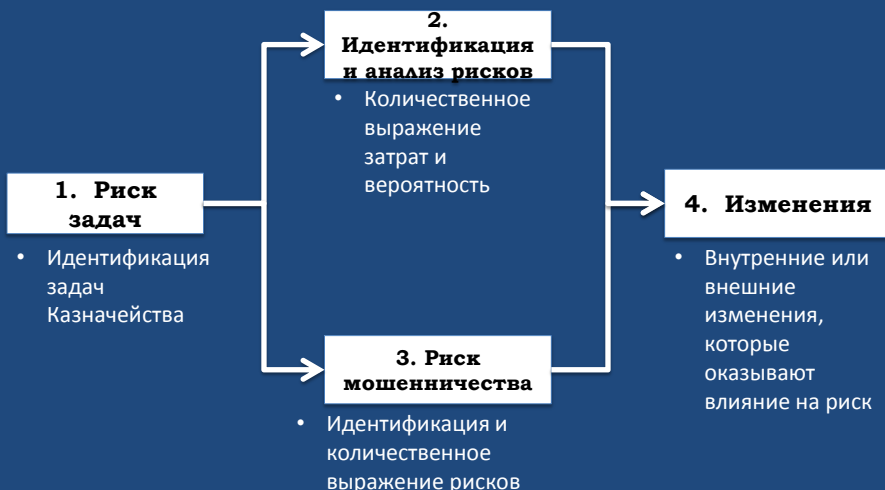 1. Риск
задач
• Идентификация
задач
Казначейства
2.
Идентификация
и анализ рисков
• Количественное
выражение
затрат и
вероятность
3. Риск
мошенничества
• Идентификация и
количественное
выражение рисков
4. Изменения
• Внутренние или
внешние
изменения,
которые
оказывают
влияние на риск